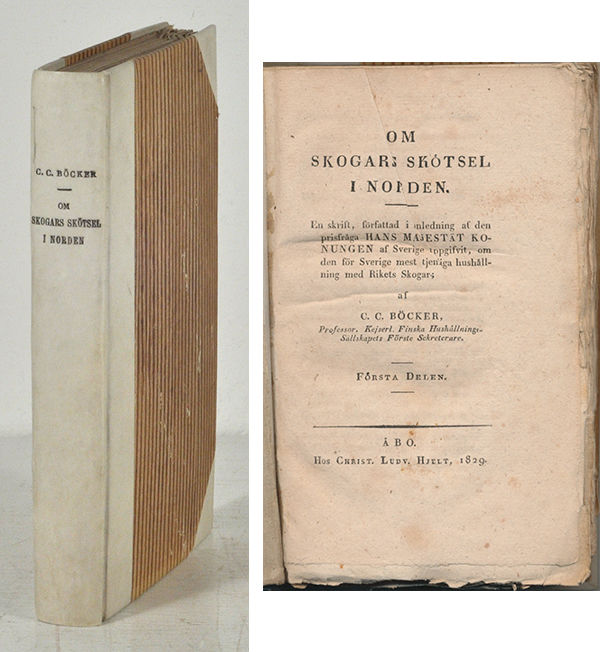 C. C. BÖCKER
OM
SKOGARS SKÖTSEL
I NORDEN
OM
SKOGARS SKÖTSEL
I NORDEN.
En skrift, författad i anledning af den
prisfråga HANS MAJESTÄT KO-
NUNGEN af Sverige uppgifvit, om
den för Sverige mest tjenliga hushåll-
ning med Rikets Skogar;
af
C. C. BÖCKER,
Professor. Kejserl. Finska Hushållnings-
Sällskapets Förste Sekreterare.
FÖRSTA DELEN.
ÅBO.
HOS CHRIST. LUDV. HJELT, 1829.